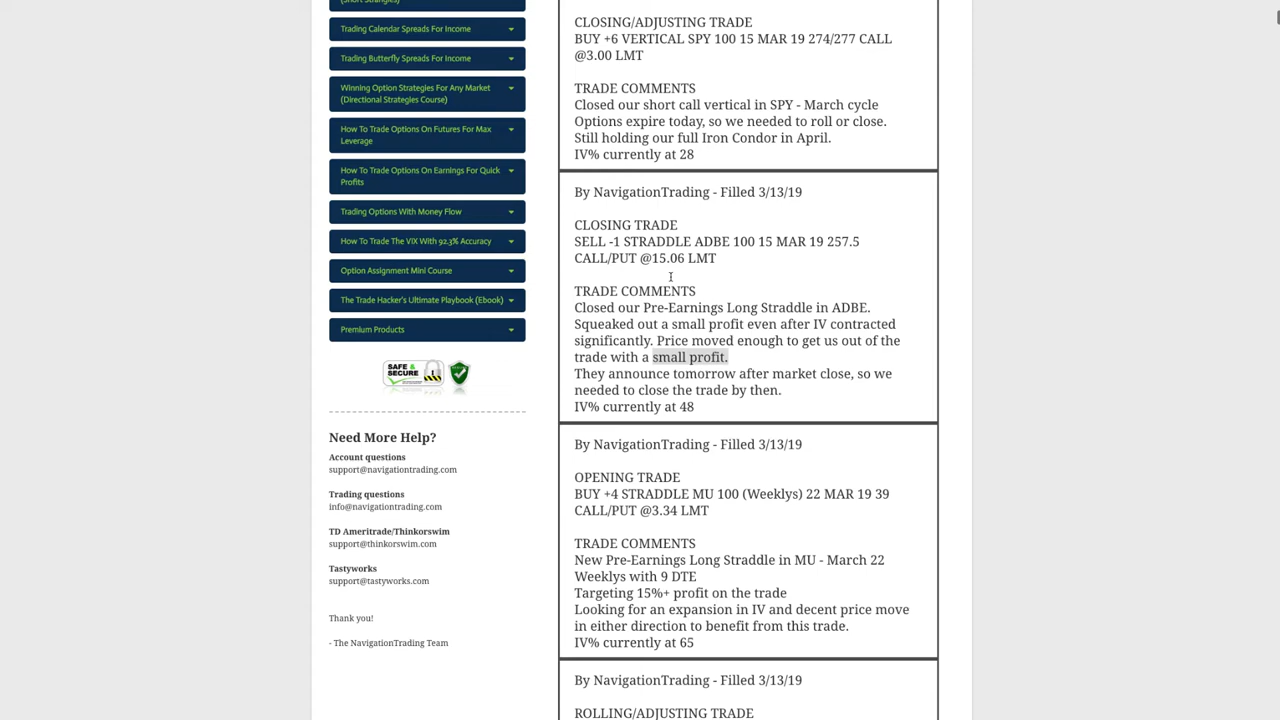 (Short Strangles)
Trading Calendar Spreads For Income
Trading Butterfly Spreads For Income
Winning Option Strategies For Any Market
(Directional Strategies Course)
How To Trade Options On Futures For Max
Leverage
How To Trade Options On Earnings For Quick
Profits
Trading Options With Money Flow
How To Trade The VIX With 92.3% Accuracy
Option Assignment Mini Course
The Trade Hacker's Ultimate Playbook (Ebook)
Premium Products
SAFE &
SECURE
Need More Help?
Account questions
support@navigationtrading.com
Trading questions
info@navigationtrading.com
TD Ameritrade/Thinkorswim
support@thinkorswim.com
Tastyworks
support@tastyworks.com
Thank you!
- The NavigationTrading Team
CLOSING/ADJUSTING TRADE
BUY +6 VERTICAL SPY 100 15 MAR 19 274/277 CALL
@3.00 LMT
TRADE COMMENTS
Closed our short call vertical in SPY - March cycle
Options expire today, so we needed to roll or close.
Still holding our full Iron Condor in April.
IV% currently at 28
By NavigationTrading - Filled 3/13/19
CLOSING TRADE
SELL -1 STRADDLE ADBE 100 15 MAR 19 257.5
CALL/PUT @15.06 LMT
TRADE COMMENTS
Closed our Pre-Earnings Long Straddle in ADBE.
Squeaked out a small profit even after IV contracted
significantly. Price moved enough to get us out of the
trade with a small profit.
They announce tomorrow after market close, so we
needed to close the trade by then.
IV% currently at 48
By NavigationTrading - Filled 3/13/19
OPENING TRADE
BUY +4 STRADDLE MU 100 (Weeklys) 22 MAR 19 39
CALL/PUT @3.34 LMT
TRADE COMMENTS
New Pre-Earnings Long Straddle in MU - March 22
Weeklys with 9 DTE
Targeting 15%+ profit on the trade
Looking for an expansion in IV and decent price move
in either direction to benefit from this trade.
IV% currently at 65
By NavigationTrading - Filled 3/13/19
ROLLING/ADJUSTING TRADE